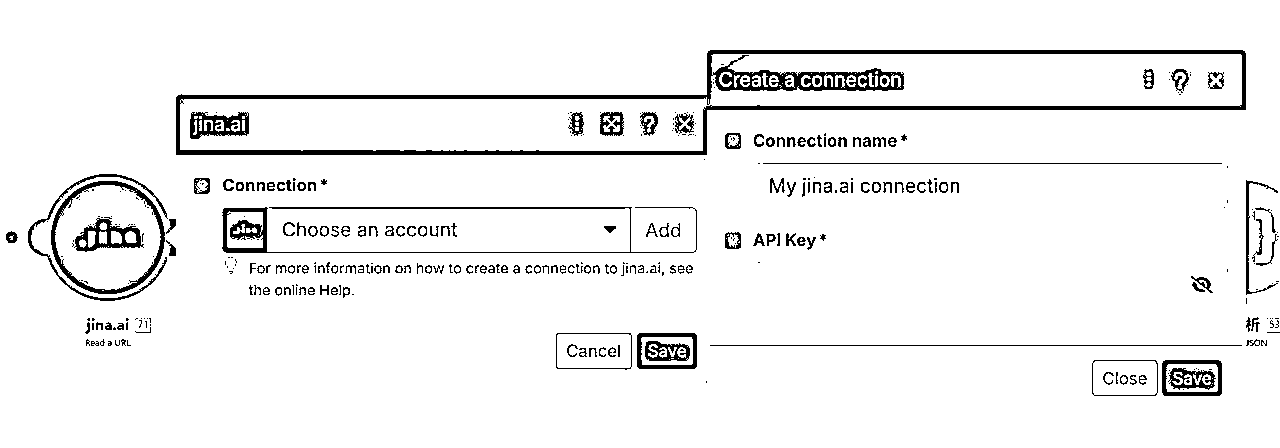 jina.ai
Connection *
jina
Choose an account
Add
For more information on how to create a connection to jina.ai, see
the online Help.
Cancel
Save
jina
jina.ai 71
Read a URL
Create a connection
Connection name *
My jina.ai connection
API Key *
Close
Save
析 53
JSON